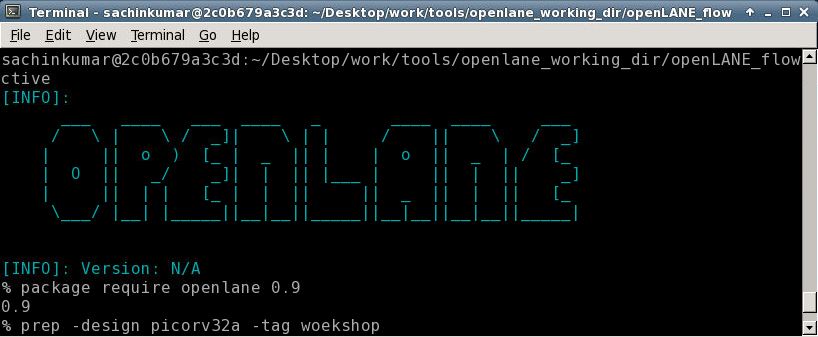 Terminal - sachinkumar@2c0b679a3c3d: ~/Desktop/work/tools/openlane_working_dir/openLANE_flow
File Edit View Terminal Go Help
sachinkumar@2c0b679a3c3d:~/Desktop/work/tools/openlane_working_dir/openLANE_flow
ctive
[INFO]:
OPENLANE
[INFO]: Version: N/A
% package require openlane 0.9
0.9
% prep -design picorv32a -tag woekshop